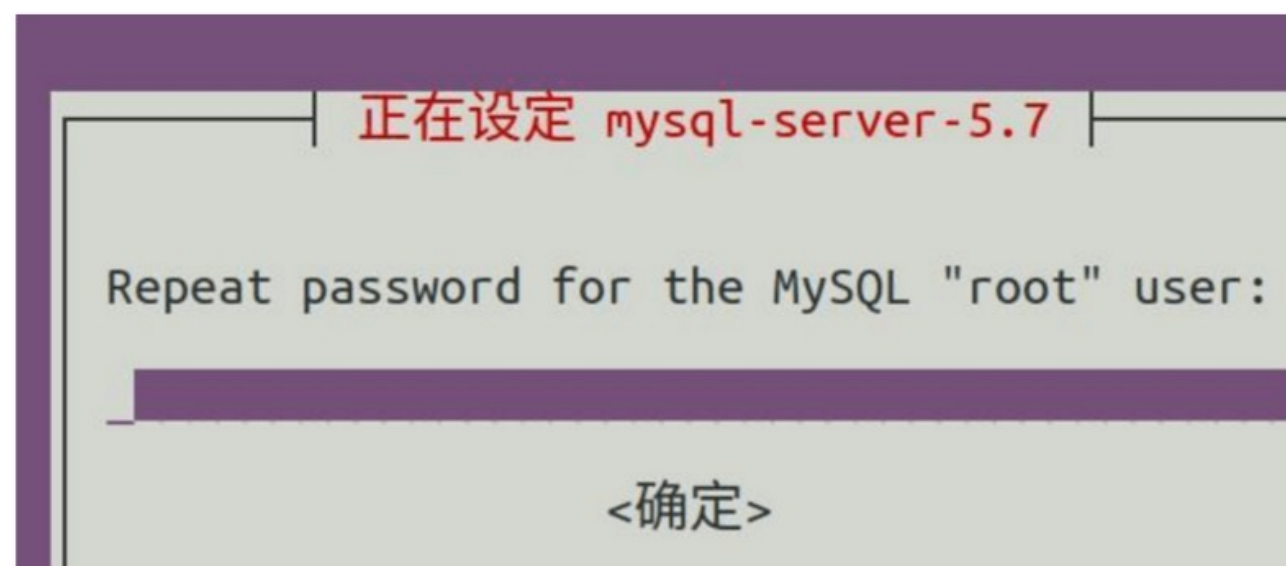 正在设定 mysql-server-5.7
Repeat password for the MySQL "root" user:
<确定>